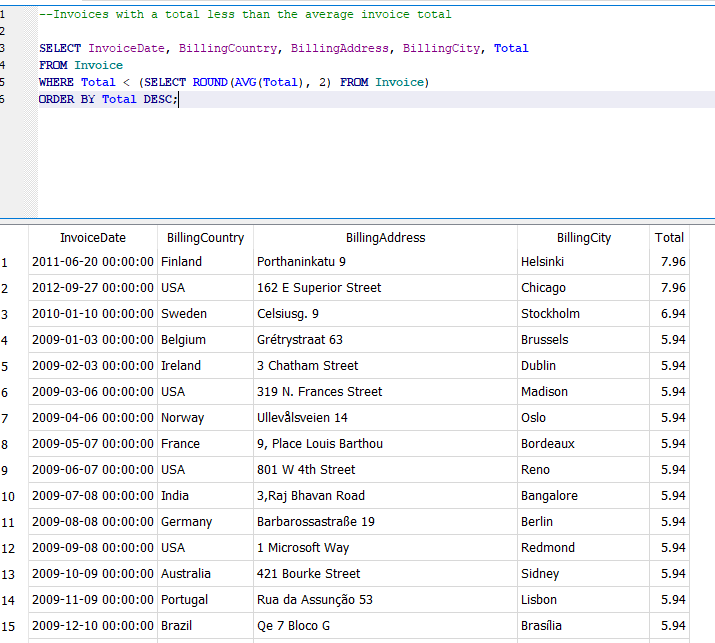 1 --Invoices with a total less than the average invoice total
2
3 SELECT InvoiceDate, BillingCountry, BillingAddress, BillingCity, Total
4 FROM Invoice
5 WHERE Total < (SELECT ROUND(AVG(Total), 2) FROM Invoice)
6 ORDER BY Total DESC;
InvoiceDate BillingCountry BillingAddress BillingCity Total
1 2011-06-20 00:00:00 Finland Porthaninkatu 9 Helsinki 7.96
2 2012-09-27 00:00:00 USA 162 E Superior Street Chicago 7.96
3 2010-01-10 00:00:00 Sweden Celsiusg. 9 Stockholm 6.94
4 2009-01-03 00:00:00 Belgium Grétrystraat 63 Brussels 5.94
5 2009-02-03 00:00:00 Ireland 3 Chatham Street Dublin 5.94
6 2009-03-06 00:00:00 USA 319 N. Frances Street Madison 5.94
7 2009-04-06 00:00:00 Norway Ullevålsveien 14 Oslo 5.94
8 2009-05-07 00:00:00 France 9, Place Louis Barthou Bordeaux 5.94
9 2009-06-07 00:00:00 USA 801 W 4th Street Reno 5.94
10 2009-07-08 00:00:00 India 3,Raj Bhavan Road Bangalore 5.94
11 2009-08-08 00:00:00 Germany Barbarossastraße 19 Berlin 5.94
12 2009-09-08 00:00:00 USA 1 Microsoft Way Redmond 5.94
13 2009-10-09 00:00:00 Australia 421 Bourke Street Sidney 5.94
14 2009-11-09 00:00:00 Portugal Rua da Assunção 53 Lisbon 5.94
15 2009-12-10 00:00:00 Brazil Qe 7 Bloco G Brasília 5.94